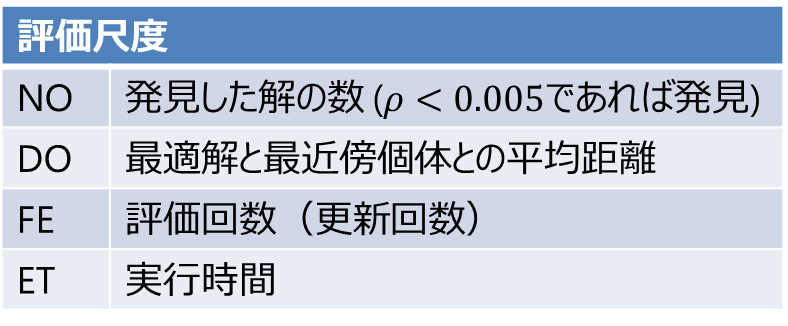 評価尺度
NO 発見した解の数 (ρ < 0.005であれば発見)
DO 最適解と最近傍個体との平均距離
FE 評価回数（更新回数）
ET 実行時間